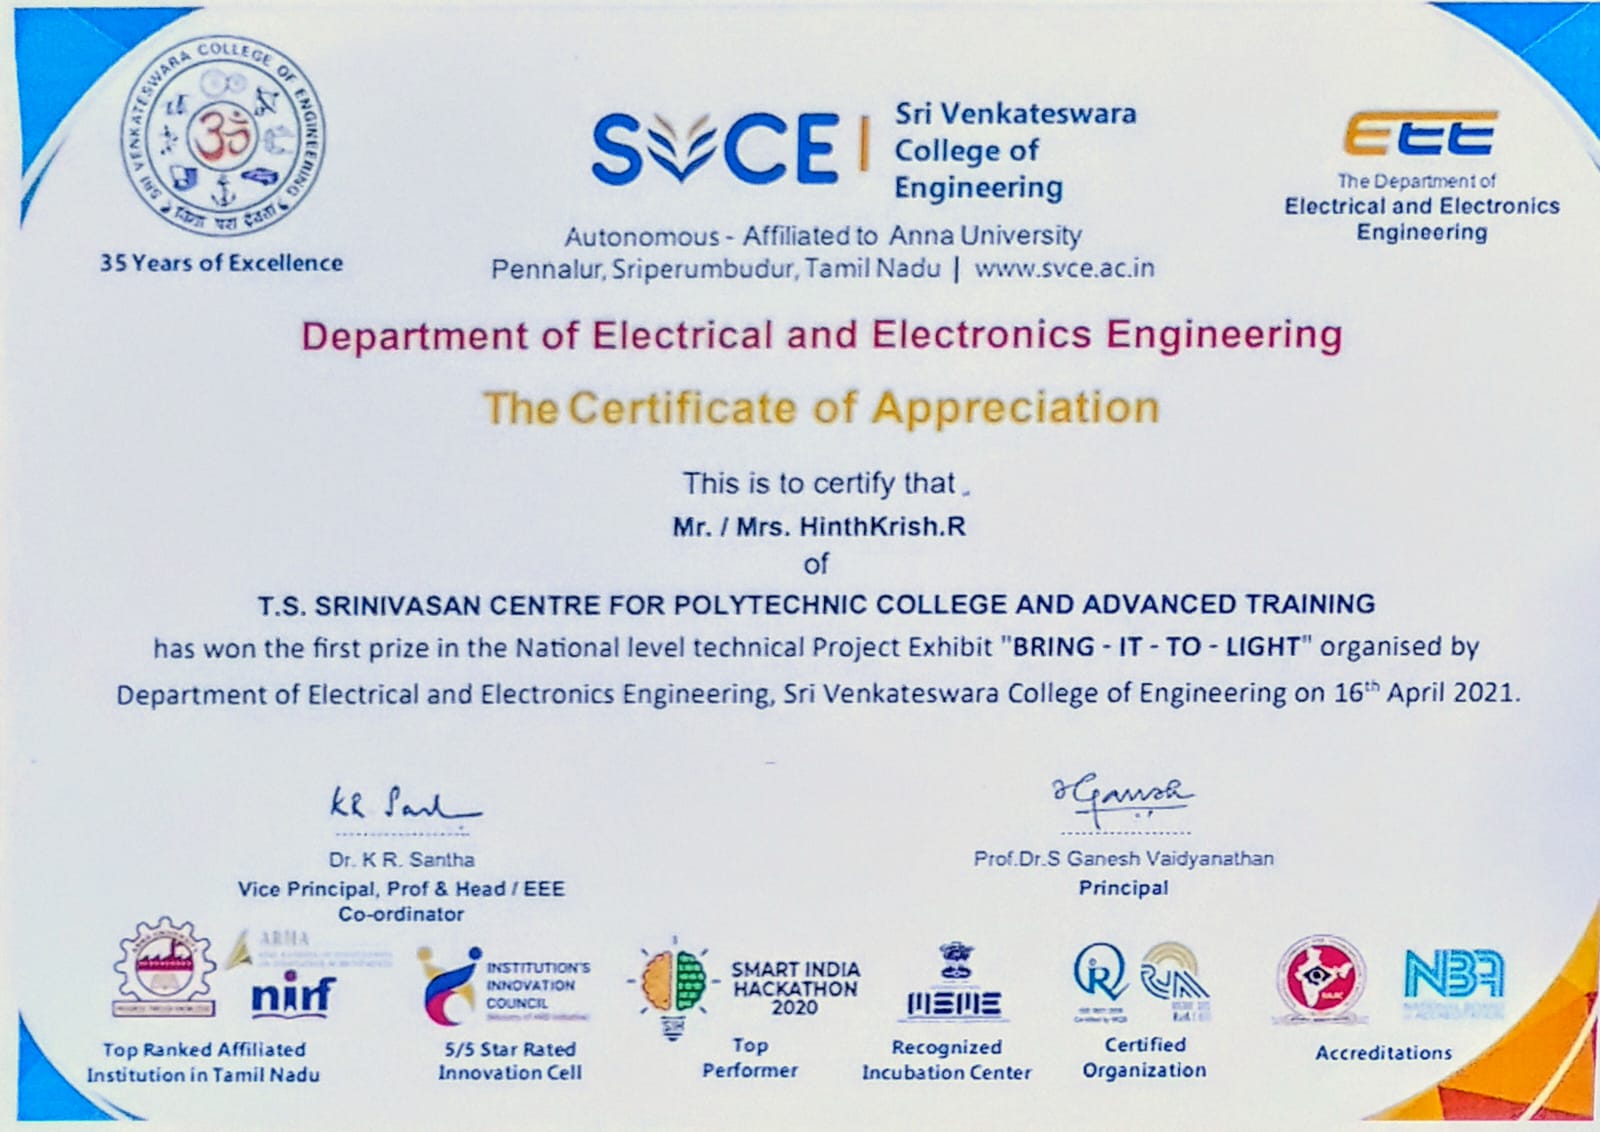 SRI VENKATESWARA COLLEGE OF ENGINEERING
35 Years of Excellence
SVCE
Sri Venkateswara
College of
Engineering
Autonomous - Affiliated to Anna University
Pennalur, Sriperumbudur, Tamil Nadu | www.svce.ac.in
EEE
The Department of
Electrical and Electronics
Engineering
Department of Electrical and Electronics Engineering
The Certificate of Appreciation
This is to certify that
Mr. / Mrs. HinthKrish.R
of
T.S. SRINIVASAN CENTRE FOR POLYTECHNIC COLLEGE AND ADVANCED TRAINING
has won the first prize in the National level technical Project Exhibit "BRING - IT - TO - LIGHT" organised by
Department of Electrical and Electronics Engineering, Sri Venkateswara College of Engineering on 16th April 2021.
Dr. K R. Santha
Vice Principal, Prof & Head / EEE
Co-ordinator
Prof.Dr.S Ganesh Vaidyanathan
Principal
ARIIA
nirf
Top Ranked Affiliated
Institution in Tamil Nadu
INSTITUTION'S
INNOVATION
COUNCIL
5/5 Star Rated
Innovation Cell
SIH
SMART INDIA
HACKATHON
2020
Top
Performer
MSME
Recognized
Incubation Center
Certified
Organization
NBA
Accreditations